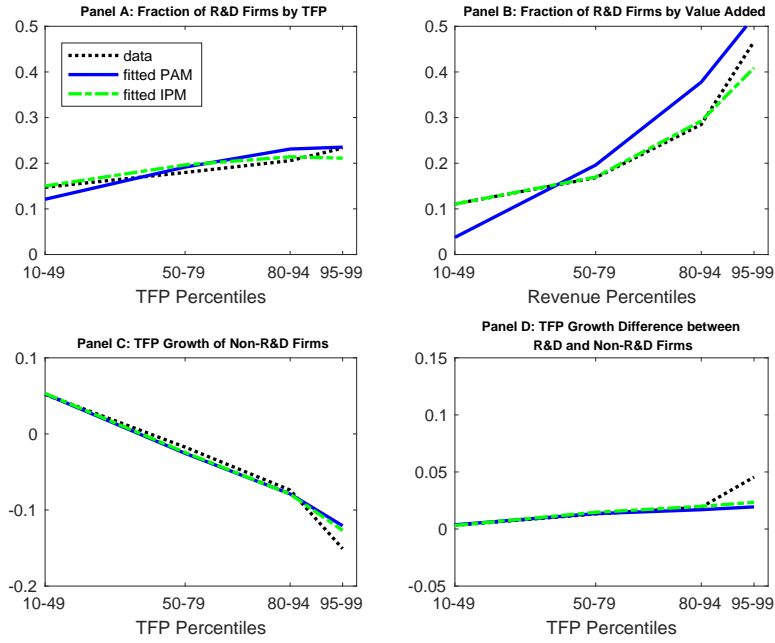 Panel A: Fraction of R&D Firms by TFP
0.5
0.4
0.3
0.2
0.1
0
data
fitted PAM
fitted IPM
10-49
50-79
80-94 95-99
TFP Percentiles
Panel B: Fraction of R&D Firms by Value Added
0.5
0.4
0.3
0.2
0.1
0
10-49
50-79
80-94 95-99
Revenue Percentiles
Panel C: TFP Growth of Non-R&D Firms
0.1
0
-0.1
-0.2
10-49
50-79
80-94 95-99
TFP Percentiles
Panel D: TFP Growth Difference between
R&D and Non-R&D Firms
0.15
0.1
0.05
0
-0.05
10-49
50-79
80-94 95-99
TFP Percentiles